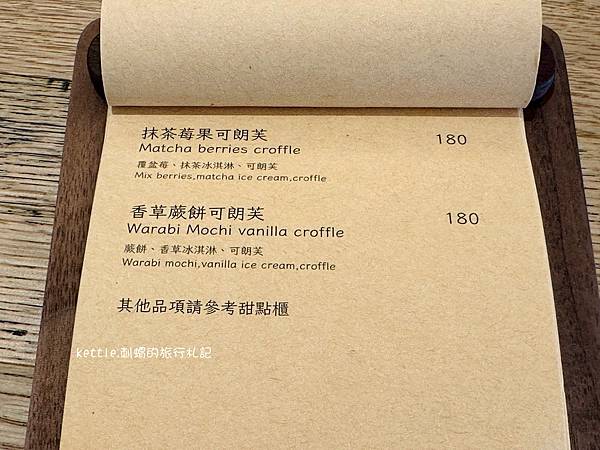 抹茶莓果可朗芙 180
Matcha berries croffle
覆盆莓、抹茶冰淇淋、可朗芙
Mix berries,matcha ice cream,croffle
香草蕨餅可朗芙 180
Warabi Mochi vanilla croffle
蕨餅、香草冰淇淋、可朗芙
Warabi mochi,vanilla ice cream,croffle
其他品項請參考甜點櫃
kettle.刺蝟的旅行札記